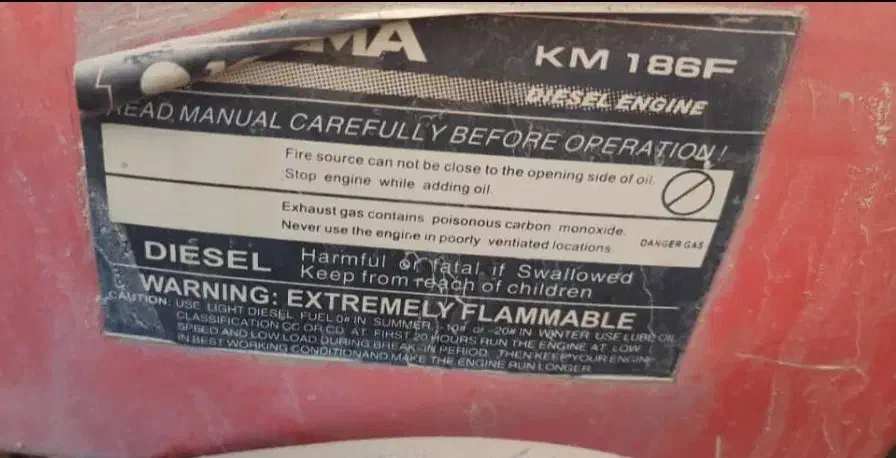 MA
KM 186F
DIESEL ENGINE
READ MANUAL CAREFULLY BEFORE OPERATION!
Fire source can not be close to the opening side of oil.
Stop engine while adding oil.
Exhaust gas contains poisonous carbon monoxide.
Never use the engine in poorly ventiated locations.
DANGER GAS
DIESEL
Harmful or fatal if Swallowed
Keep from reach of children
WARNING: EXTREMELY FLAMMABLE
CAUTION: USE LIGHT DIESEL FUEL 0# IN SUMMER, -10# or -20# IN WINTER USE LUBE OIL
CLASSIFICATION CC OR CD. AT FIRST 20 HOURS RUN THE ENGINE AT LOW
SPEED AND LOW LOAD DURING BREAK-IN PERIOD. THEN KEEP YOUR ENGINE
IN BEST WORKING CONDITIONAND MAKE THE ENGINE RUN LONGER